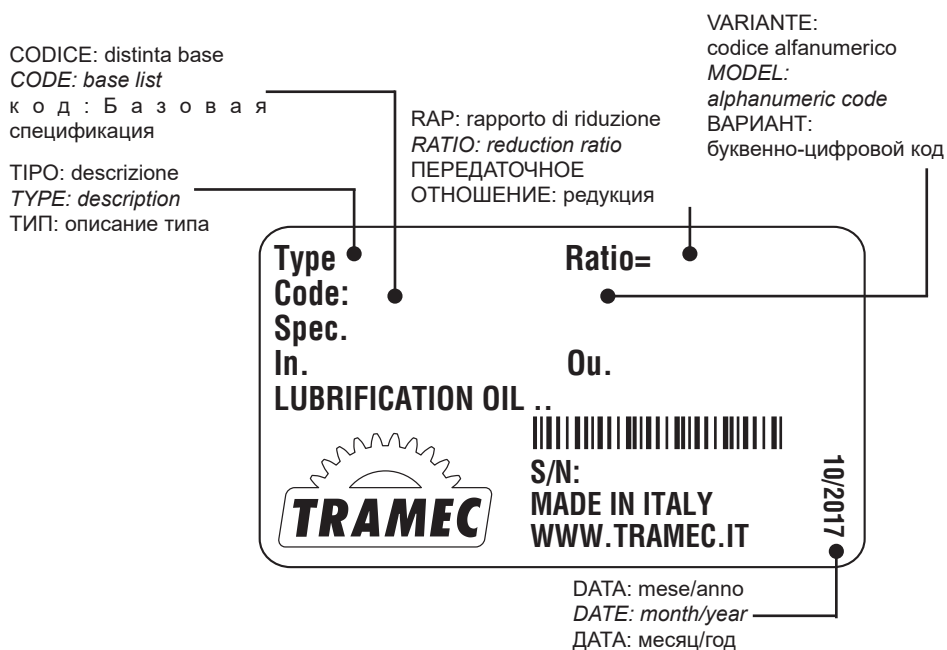 CODICE: distinta base
CODE: base list
к о д : Б а з о в а я
спецификация
TIPO: descrizione
TYPE: description
ТИП: описание типа
RAP: rapporto di riduzione
RATIO: reduction ratio
ПЕРЕДАТОЧНОЕ
ОТНОШЕНИЕ: редукция
VARIANTE:
codice alfanumerico
MODEL:
alphanumeric code
ВАРИАНТ:
буквенно-цифровой код
Type Ratio=
Code:
Spec.
In. Ou.
LUBRIFICATION OIL ..
TRAMEC
S/N:
MADE IN ITALY
WWW.TRAMEC.IT
10/2017
DATA: mese/anno
DATE: month/year
ДАТА: месяц/год